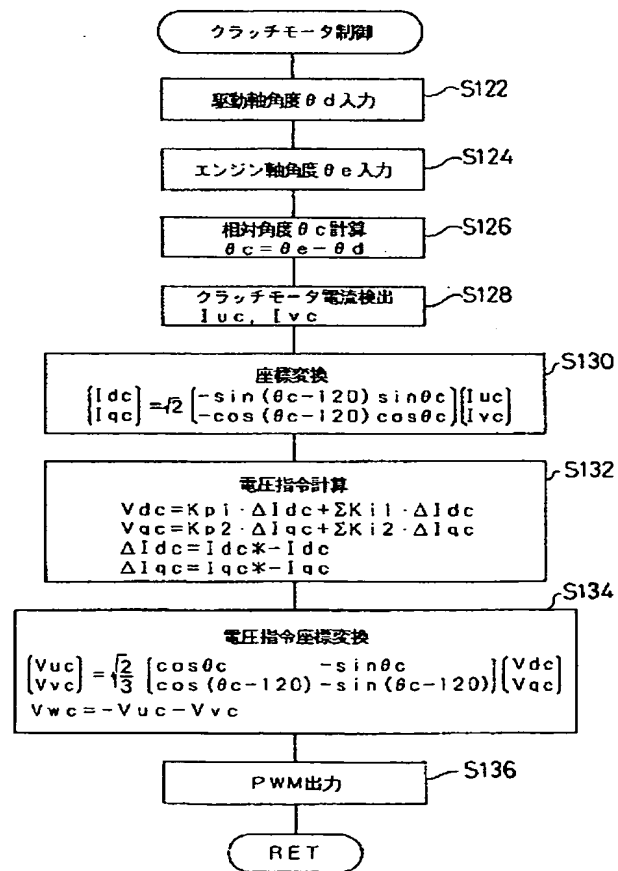 クラッチモータ制御
駆動軸角度θd入力
S122
エンジン軸角度θe入力
S124
相対角度θc計算
θc=θe-θd
S126
クラッチモータ電流検出
Iuc, Ivc
S128
座標変換
[Idc] = √2 [-sin(θc-120) sinθc] [Iuc]
[Iqc] [-cos(θc-120) cosθc] [Ivc]
S130
電圧指令計算
Vdc=Kp1·ΔIdc+ΣKi1·ΔIdc
Vqc=Kp2·ΔIqc+ΣKi2·ΔIqc
ΔIdc=Idc*-Idc
ΔIqc=Iqc*-Iqc
S132
電圧指令座標変換
[Vuc] = √2/3 [cosθc -sinθc] [Vdc]
[Vvc] [cos(θc-120) -sin(θc-120)] [Vqc]
Vwc=-Vuc-Vvc
S134
PWM出力
S136
RET